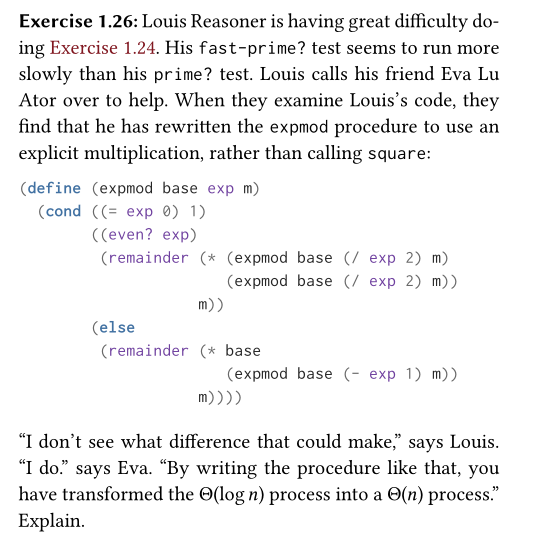 Exercise 1.26: Louis Reasoner is having great difficulty do-
ing Exercise 1.24. His fast-prime? test seems to run more
slowly than his prime? test. Louis calls his friend Eva Lu
Ator over to help. When they examine Louis’s code, they
find that he has rewritten the expmod procedure to use an
explicit multiplication, rather than calling square:
(define (expmod base exp m)
  (cond ((= exp 0) 1)
        ((even? exp)
         (remainder (* (expmod base (/ exp 2) m)
                       (expmod base (/ exp 2) m))
                    m))
        (else
         (remainder (* base
                       (expmod base (- exp 1) m))
                    m))))
“I don’t see what difference that could make,” says Louis.
“I do.” says Eva. “By writing the procedure like that, you
have transformed the Θ(log n) process into a Θ(n) process.”
Explain.